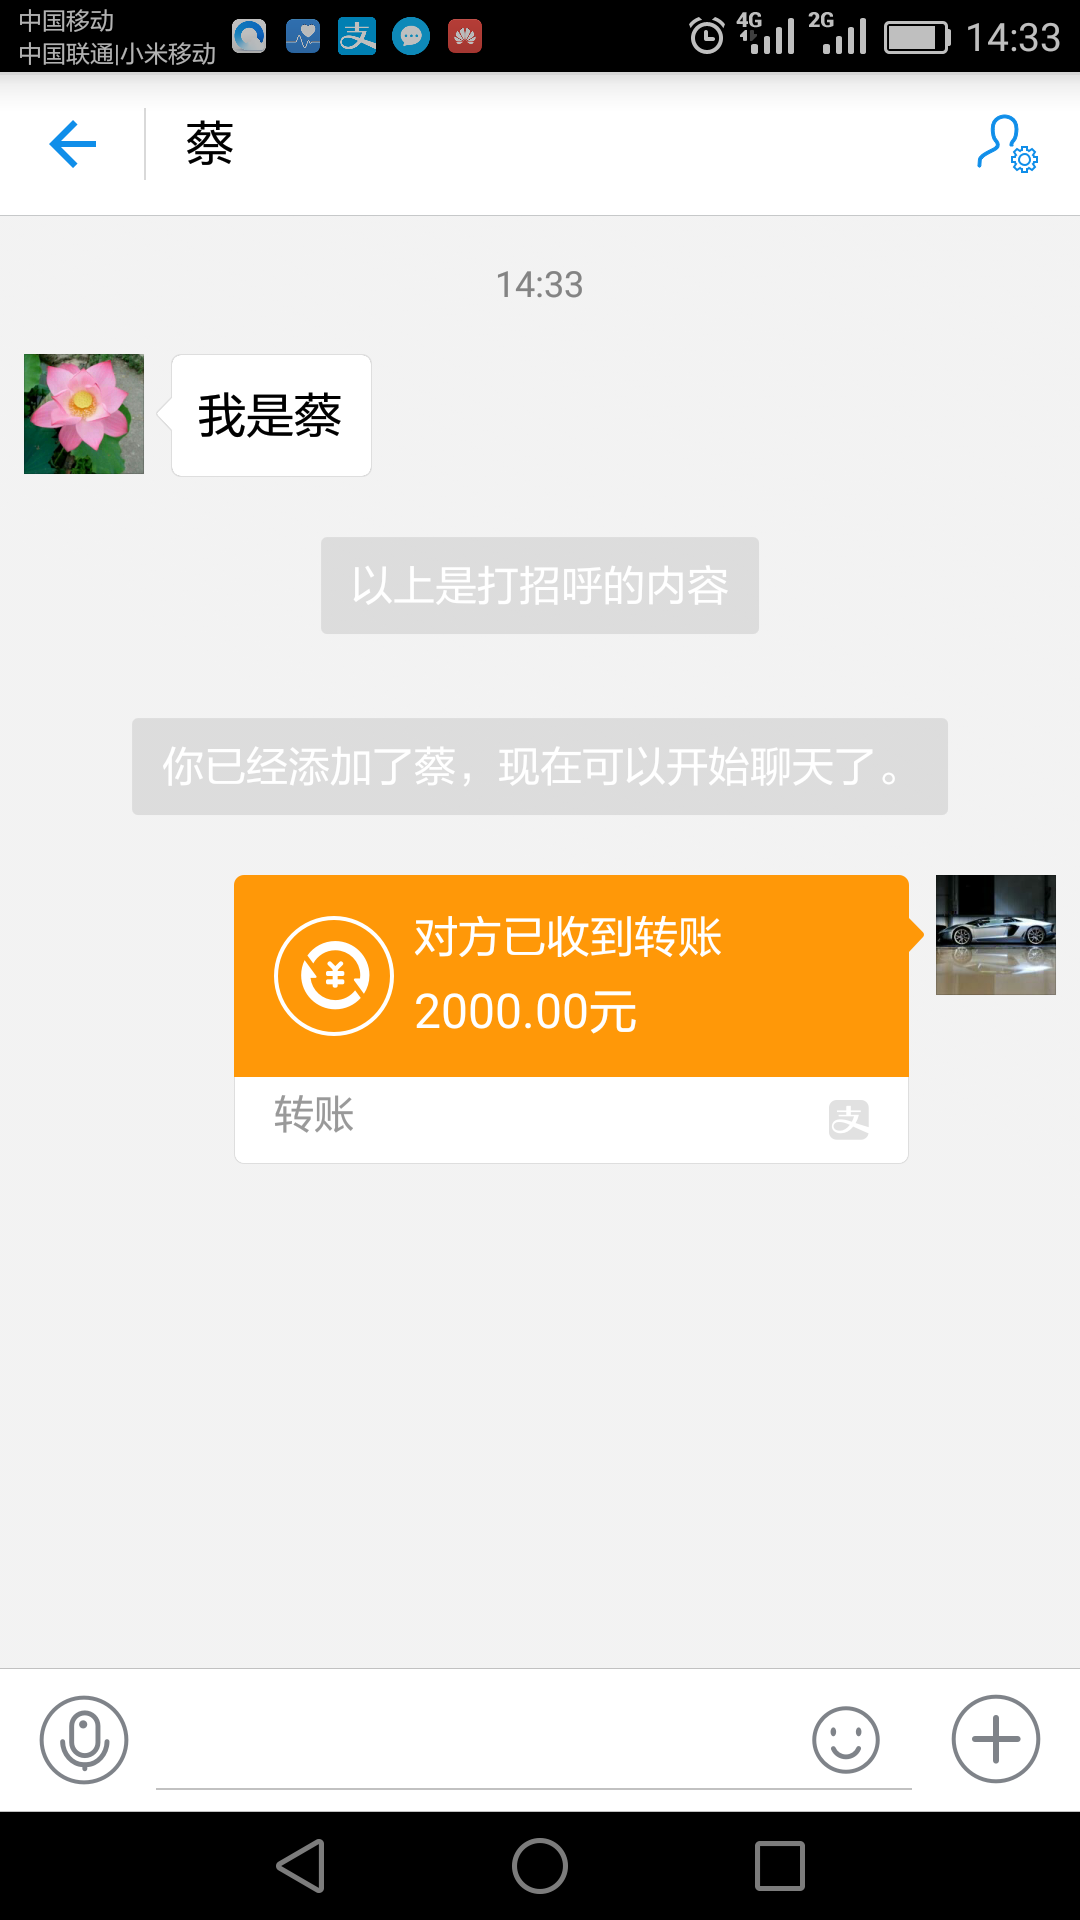 中国移动
中国联通|小米移动
4G
2G
14:33
蔡
14:33
我是蔡
以上是打招呼的内容
你已经添加了蔡，现在可以开始聊天了。
对方已收到转账
2000.00元
转账